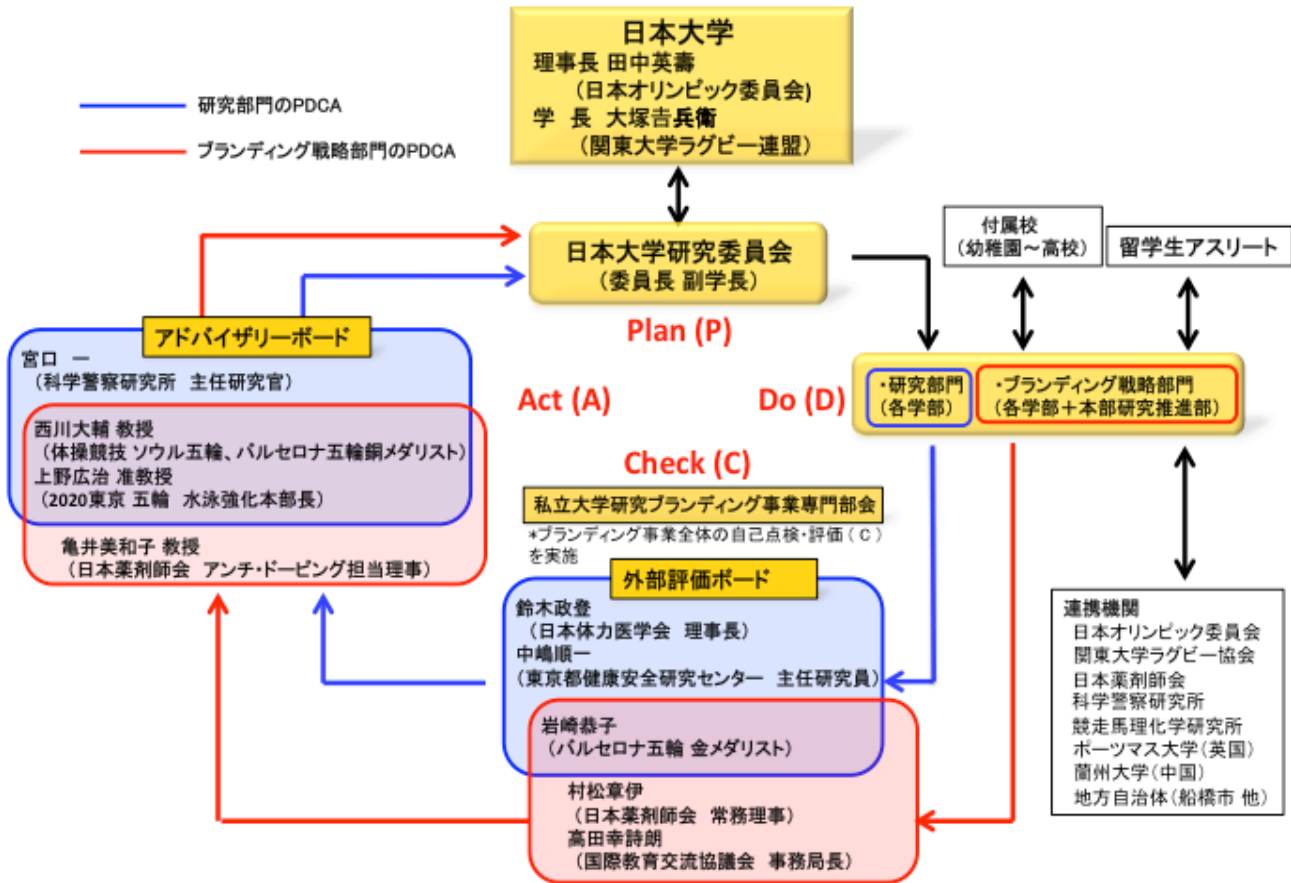 日本大学
理事長 田中英壽
(日本オリンピック委員会)
学　長　大塚吉兵衛
(関東大学ラグビー連盟)
研究部門のPDCA
ブランディング戦略部門のPDCA
日本大学研究委員会
(委員長 副学長)
付属校
(幼稚園～高校)
留学生アスリート
Plan (P)
アドバイザリーボード
宮口　一
(科学警察研究所　主任研究官)
西川大輔 教授
(体操競技 ソウル五輪、バルセロナ五輪銅メダリスト)
上野広治 准教授
(2020東京 五輪　水泳強化本部長)
亀井美和子 教授
(日本薬剤師会　アンチ・ドーピング担当理事)
Act (A)
Do (D)
・研究部門
(各学部)
・ブランディング戦略部門
(各学部＋本部研究推進部)
Check (C)
私立大学研究ブランディング事業専門部会
*ブランディング事業全体の自己点検・評価（C）
を実施
外部評価ボード
鈴木政登
(日本体力医学会　理事長)
中嶋順一
(東京都健康安全研究センター　主任研究員)
岩崎恭子
(バルセロナ五輪 金メダリスト)
村松章伊
(日本薬剤師会　常務理事)
高田幸詩朗
(国際教育交流協議会　事務局長)
連携機関
日本オリンピック委員会
関東大学ラグビー協会
日本薬剤師会
科学警察研究所
競走馬理化学研究所
ポーツマス大学(英国)
蘭州大学(中国)
地方自治体(船橋市 他)